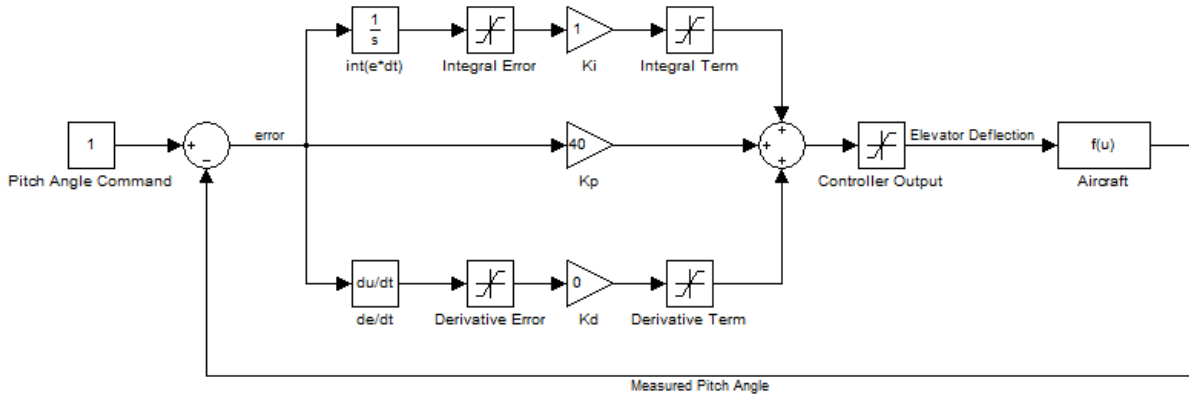 1
s
int(e*dt)
Integral Error
1
Ki
Integral Term
error
+
−
1
Pitch Angle Command
40
Kp
+
+
+
Controller Output
Elevator Deflection
f(u)
Aircraft
du/dt
de/dt
Derivative Error
0
Kd
Derivative Term
Measured Pitch Angle